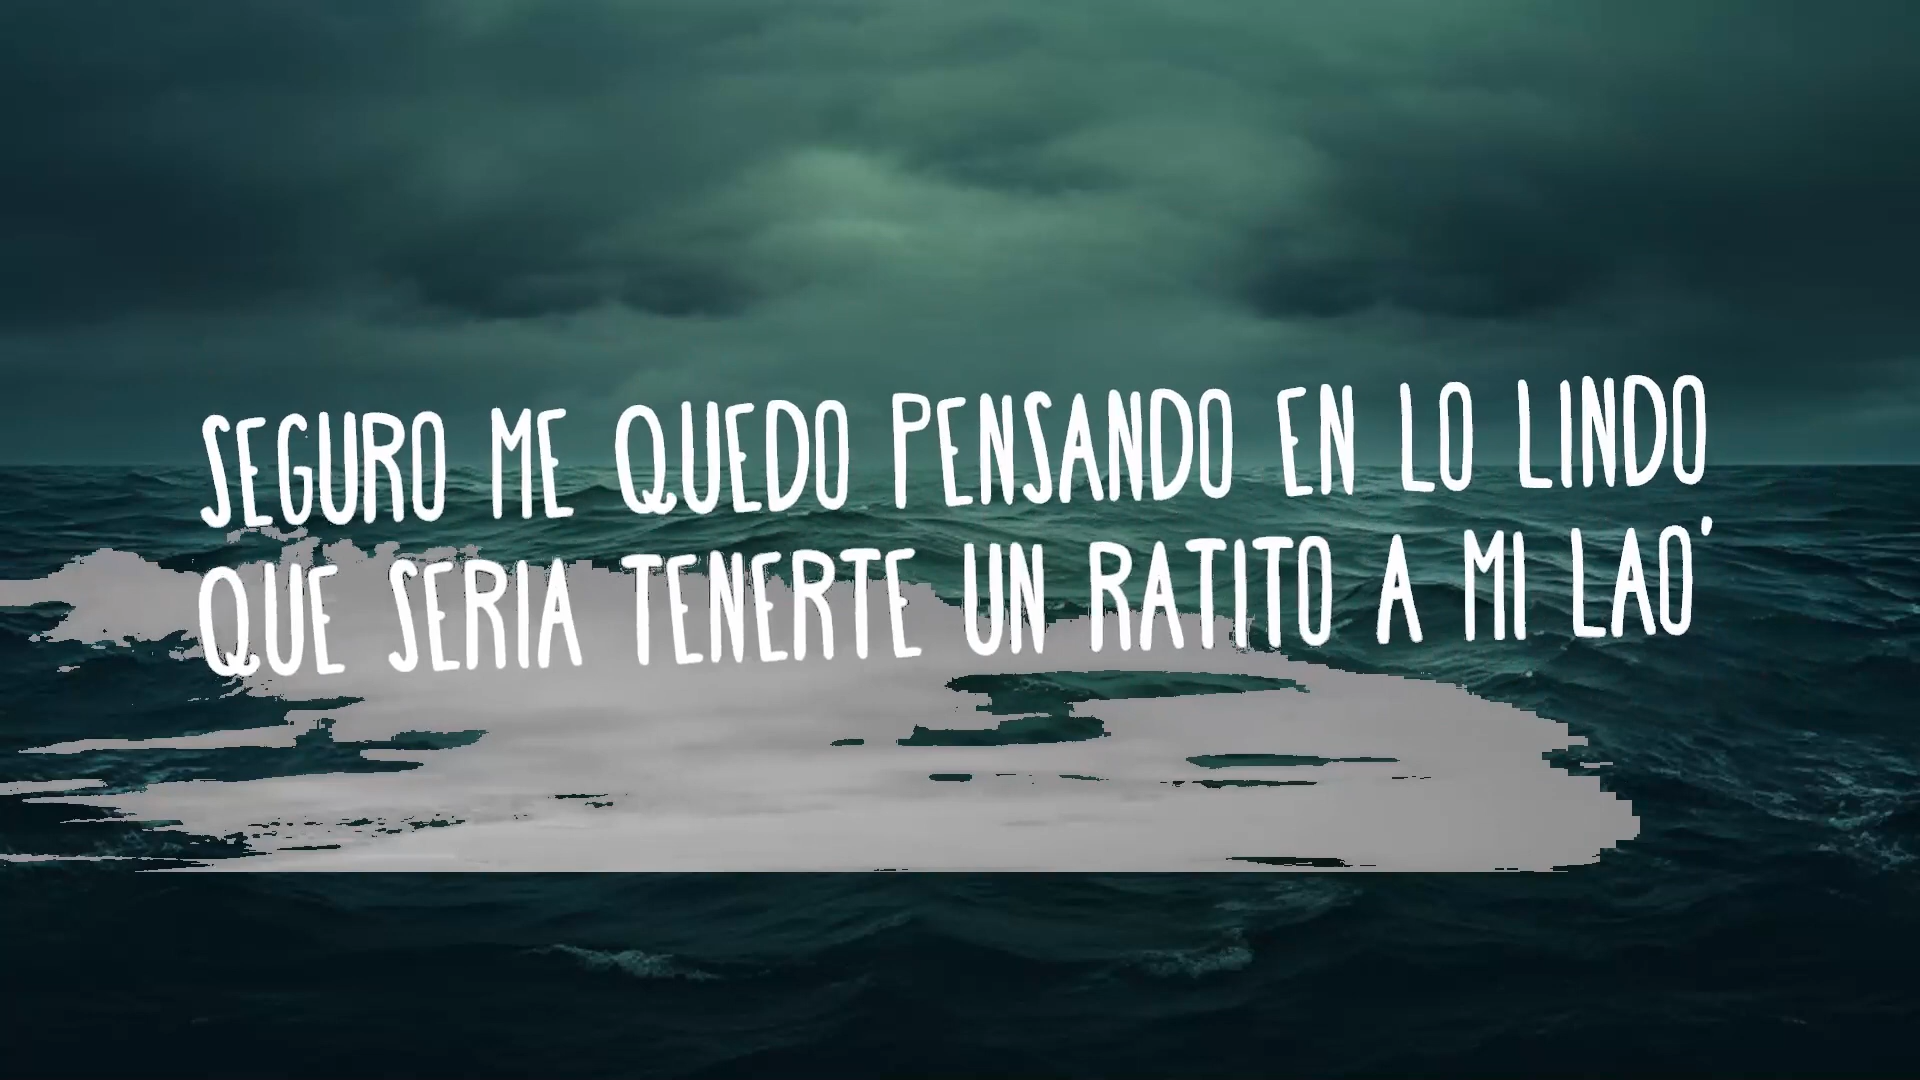 SEGURO ME QUEDO PENSANDO EN LO LINDO
QUE SERIA TENERTE UN RATITO A MI LAO'